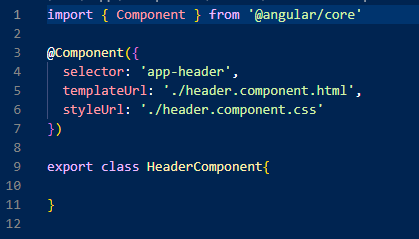 1 import { Component } from '@angular/core'
2
3 @Component({
4   selector: 'app-header',
5   templateUrl: './header.component.html',
6   styleUrl: './header.component.css'
7 })
8
9 export class HeaderComponent{
10
11 }
12